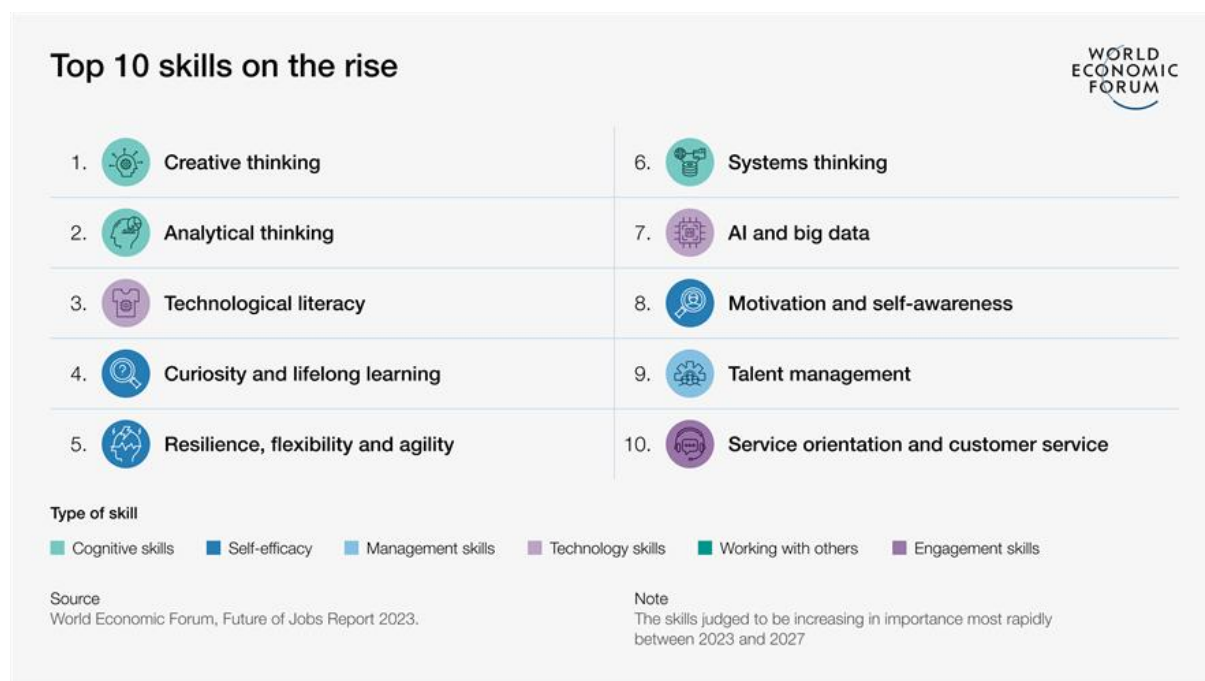 Top 10 skills on the rise
WORLD
ECONOMIC
FORUM
1. Creative thinking
2. Analytical thinking
3. Technological literacy
4. Curiosity and lifelong learning
5. Resilience, flexibility and agility
6. Systems thinking
7. AI and big data
8. Motivation and self-awareness
9. Talent management
10. Service orientation and customer service
Type of skill
Cognitive skills Self-efficacy Management skills Technology skills Working with others Engagement skills
Source
World Economic Forum, Future of Jobs Report 2023.
Note
The skills judged to be increasing in importance most rapidly
between 2023 and 2027